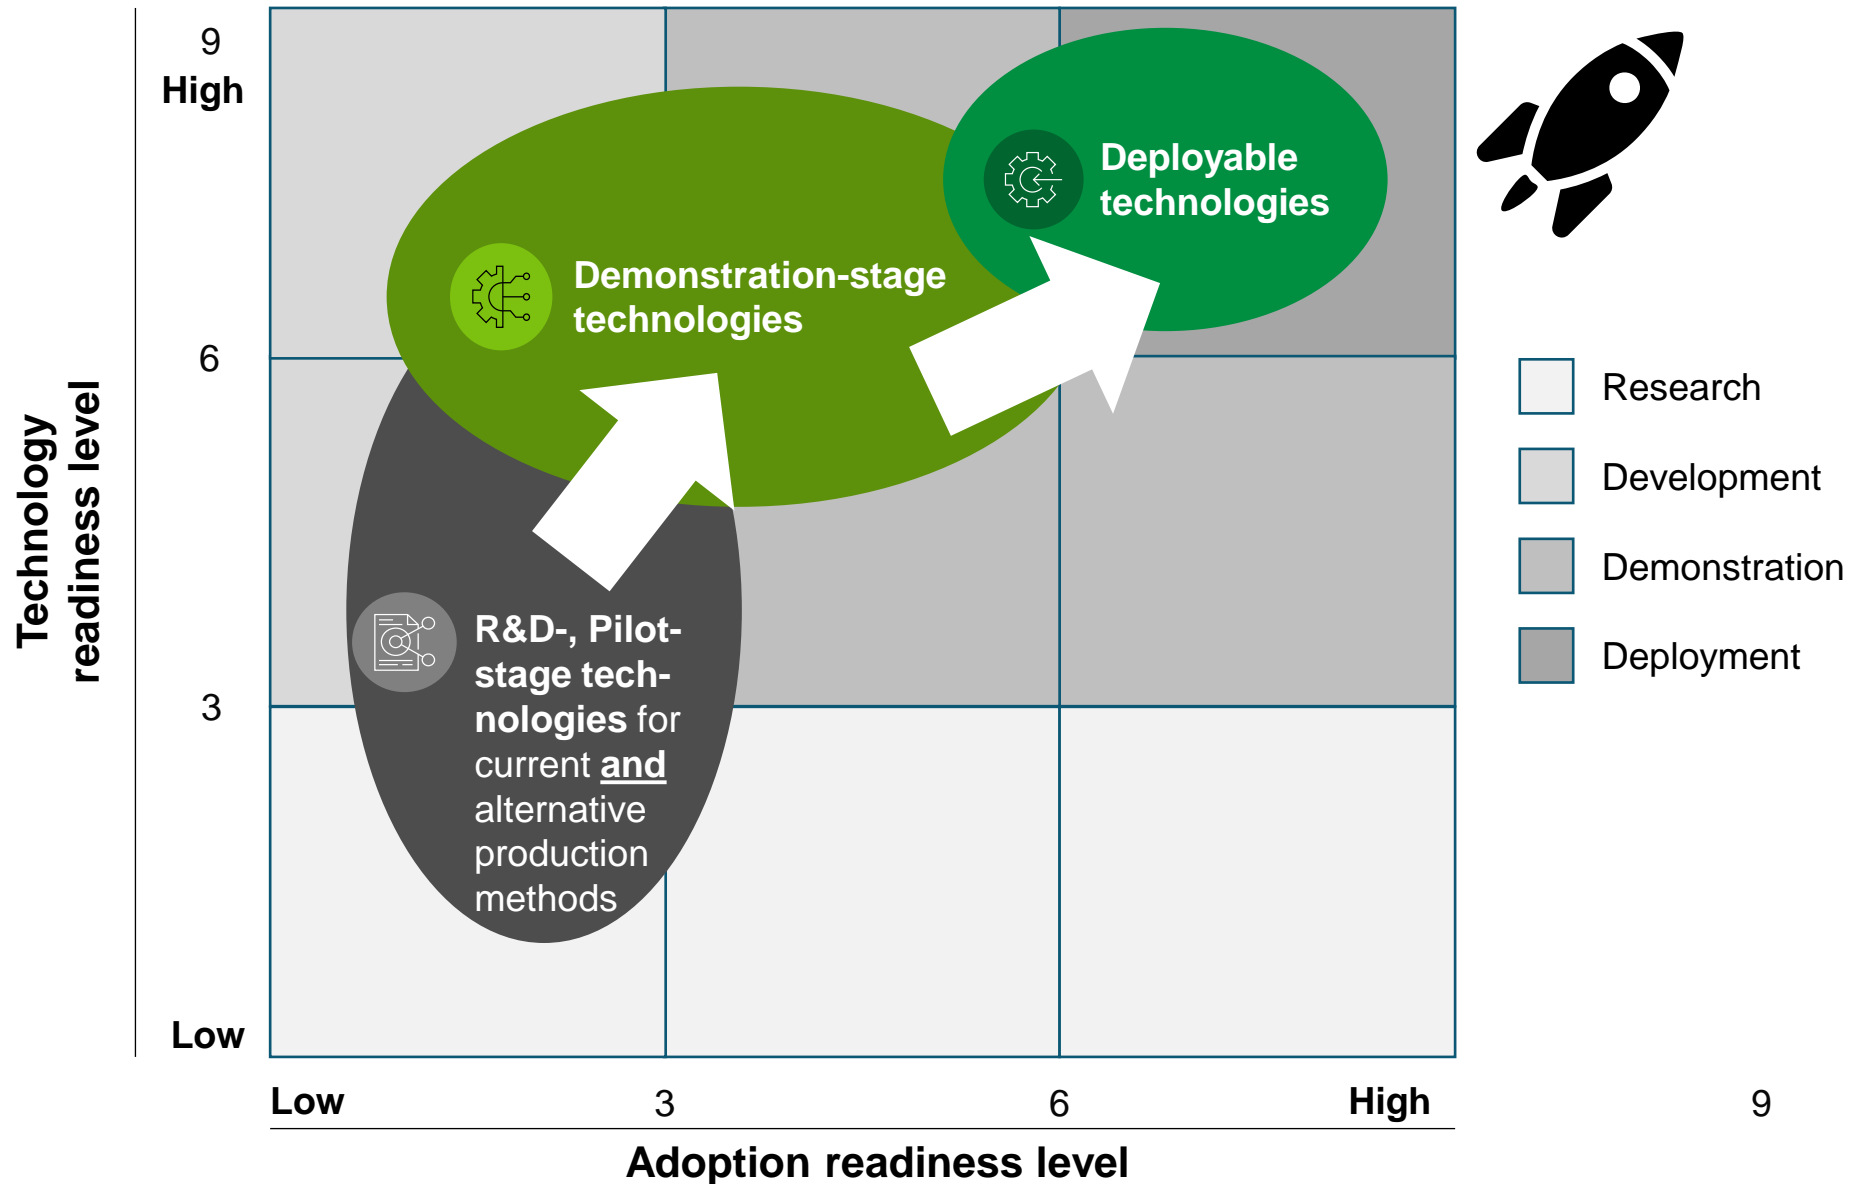 9
High
Deployable
technologies
Demonstration-stage
technologies
6
Technology
readiness level
Research
Development
Demonstration
Deployment
R&D-, Pilot-
stage tech-
nologies for
current and
alternative
production
methods
3
Low
Low 3 6 High 9
Adoption readiness level